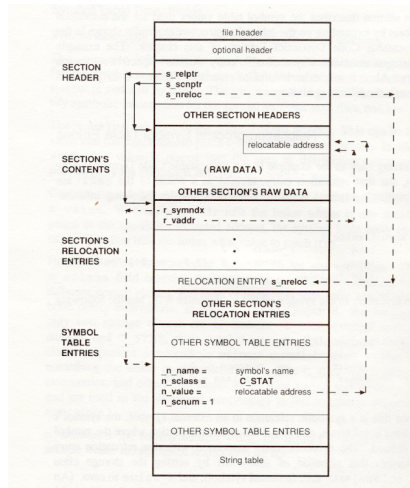 file header
optional header
SECTION
HEADER
s_relptr
s_scnptr
s_nreloc
OTHER SECTION HEADERS
relocatable address
SECTION'S
CONTENTS
( RAW DATA )
OTHER SECTION'S RAW DATA
r_symndx
r_vaddr
SECTION'S
RELOCATION
ENTRIES
RELOCATION ENTRY s_nreloc
OTHER SECTION'S
RELOCATION ENTRIES
SYMBOL
TABLE
ENTRIES
OTHER SYMBOL TABLE ENTRIES
_n_name = symbol's name
n_sclass = C_STAT
n_value = relocatable address
n_scnum = 1
OTHER SYMBOL TABLE ENTRIES
String table